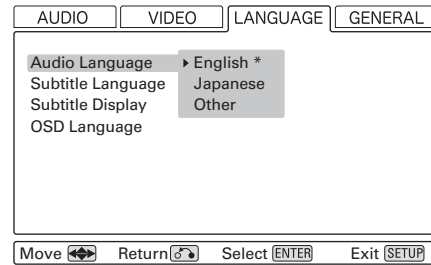 AUDIO VIDEO LANGUAGE GENERAL
Audio Language English *
Subtitle Language Japanese
Subtitle Display Other
OSD Language
Move Return Select ENTER Exit SETUP